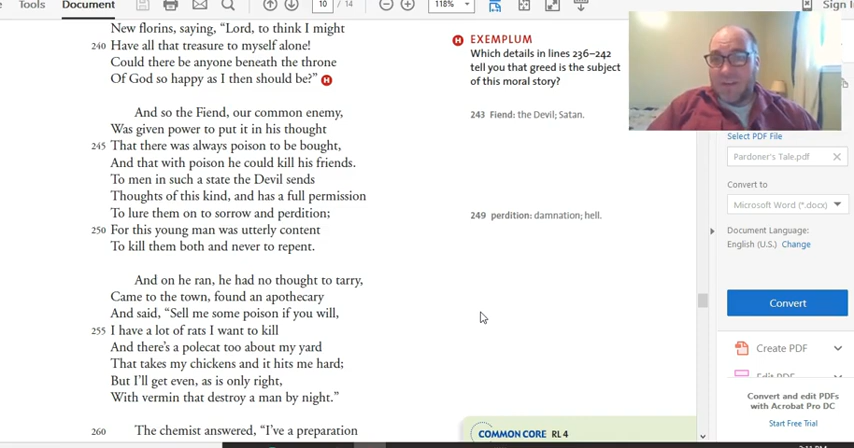 Tools
Document
10 / 14
118%
Sign In
New florins, saying, “Lord, to think I might
240 Have all that treasure to myself alone!
Could there be anyone beneath the throne
Of God so happy as I then should be?” H
And so the Fiend, our common enemy,
Was given power to put it in his thought
245 That there was always poison to be bought,
And that with poison he could kill his friends.
To men in such a state the Devil sends
Thoughts of this kind, and has a full permission
To lure them on to sorrow and perdition;
250 For this young man was utterly content
To kill them both and never to repent.
And on he ran, he had no thought to tarry,
Came to the town, found an apothecary
And said, “Sell me some poison if you will,
255 I have a lot of rats I want to kill
And there’s a polecat too about my yard
That takes my chickens and it hits me hard;
But I’ll get even, as is only right,
With vermin that destroy a man by night.”
260 The chemist answered, “I’ve a preparation
H EXEMPLUM
Which details in lines 236–242
tell you that greed is the subject
of this moral story?
243 Fiend: the Devil; Satan.
249 perdition: damnation; hell.
COMMON CORE RL 4
Select PDF File
Pardoner's Tale.pdf
Convert to
Microsoft Word (*.docx)
Document Language:
English (U.S.) Change
Convert
Create PDF
Edit PDF
Convert and edit PDFs
with Acrobat Pro DC
Start Free Trial